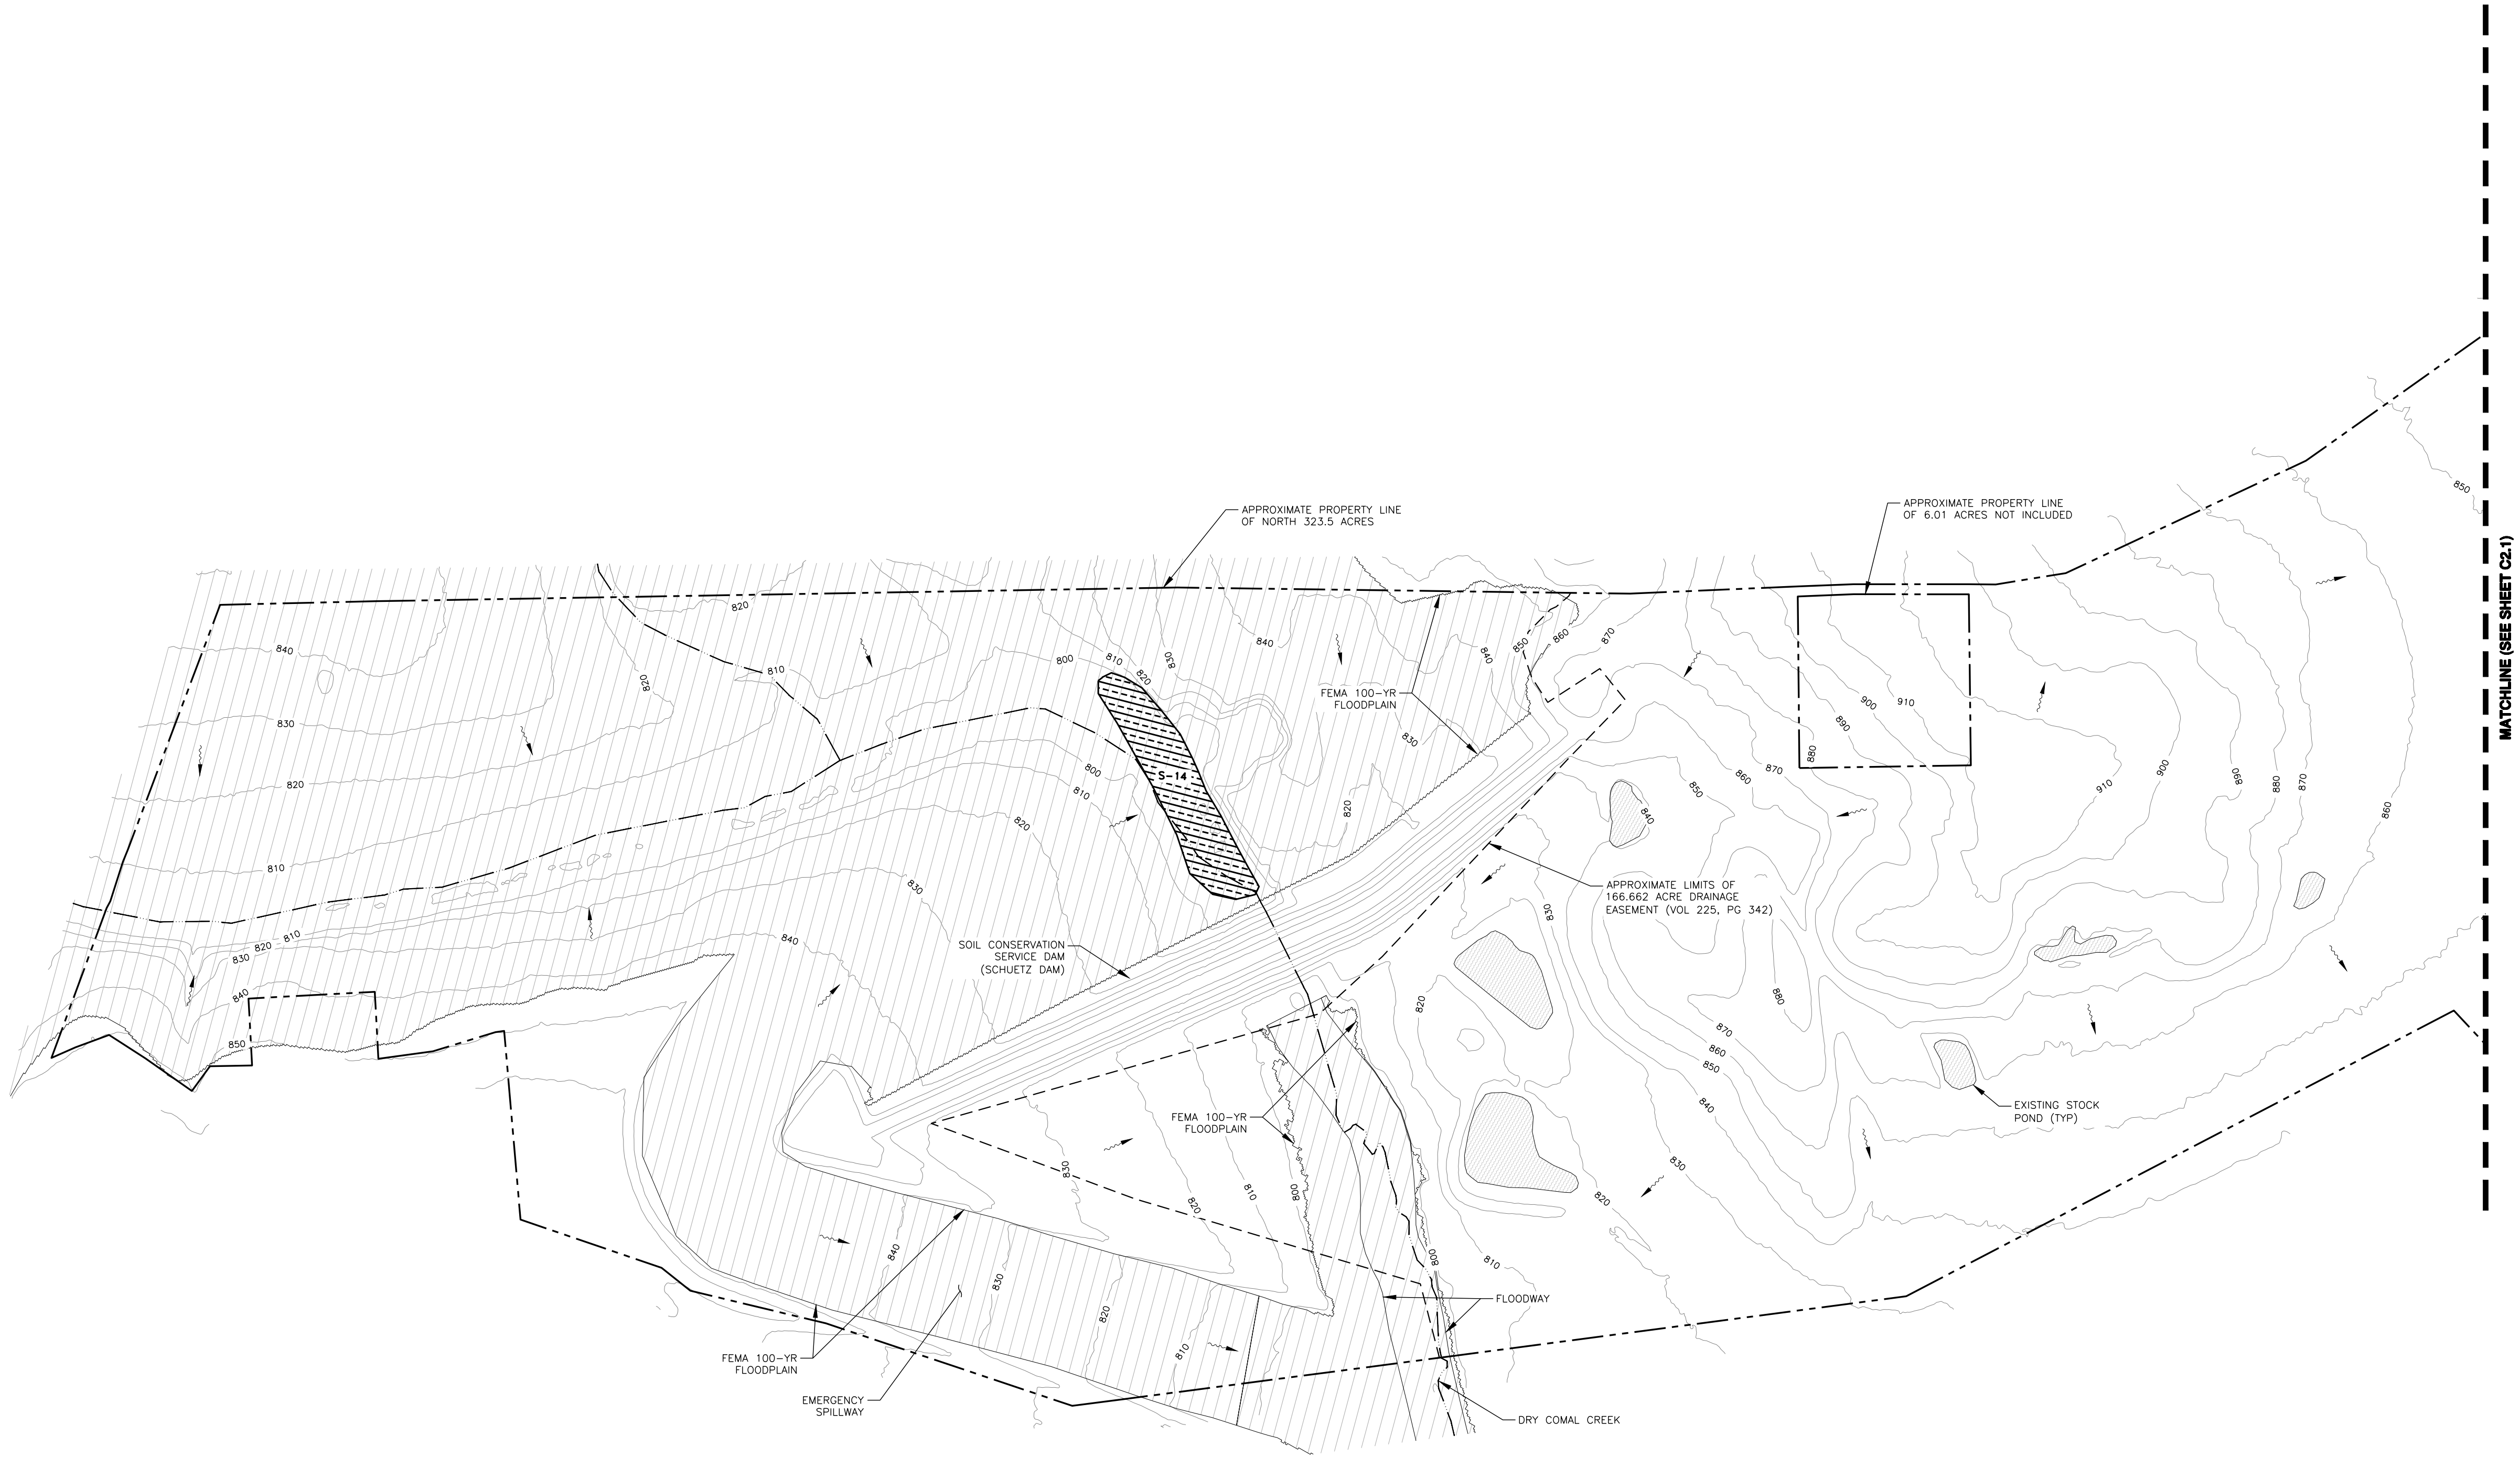 APPROXIMATE PROPERTY LINE
OF NORTH 323.5 ACRES
APPROXIMATE PROPERTY LINE
OF 6.01 ACRES NOT INCLUDED
MATCHLINE (SEE SHEET C2.1)
850
820
840
840
830
820
810
820
810
800
810
820
830
840
850
860
870
FEMA 100-YR
FLOODPLAIN
830
820
S-14
800
810
820
830
840
880
890
900
910
910
900
890
880
870
860
870
860
850
840
APPROXIMATE LIMITS OF
166.662 ACRE DRAINAGE
EASEMENT (VOL 225, PG 342)
830
820
810
820
830
840
850
SOIL CONSERVATION
SERVICE DAM
(SCHUETZ DAM)
820
880
870
860
850
840
830
820
810
EXISTING STOCK
POND (TYP)
FEMA 100-YR
FLOODPLAIN
830
820
810
800
800
840
830
820
810
FLOODWAY
FEMA 100-YR
FLOODPLAIN
EMERGENCY
SPILLWAY
DRY COMAL CREEK